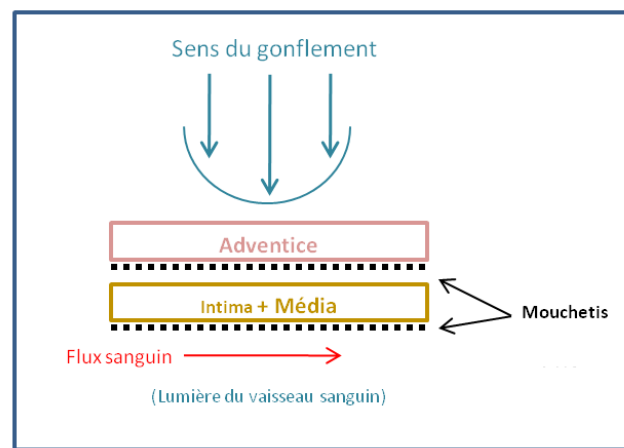 Sens du gonflement
Adventice
Intima + Média
Mouchetis
Flux sanguin
(Lumière du vaisseau sanguin)